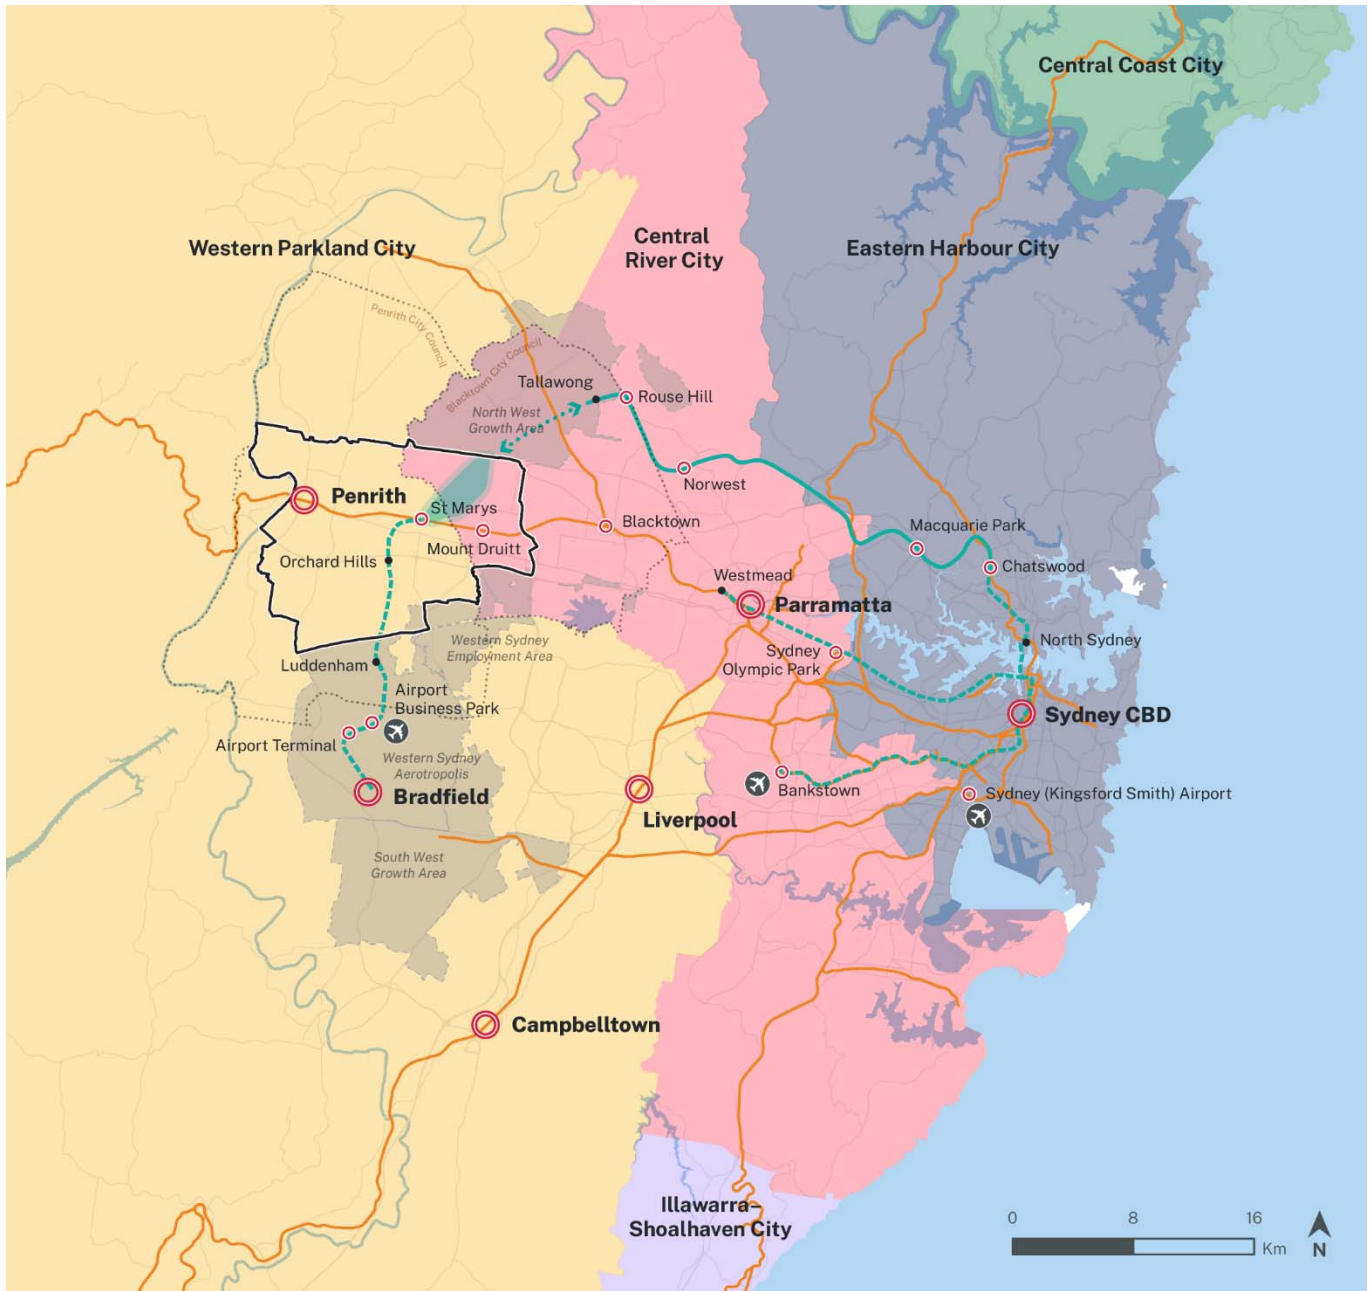 Central Coast City
Western Parkland City
Central
River City
Eastern Harbour City
Penrith City
Council
Blacktown City Council
Tallawong
Rouse Hill
North West
Growth Area
Norwest
Penrith
St Marys
Blacktown
Mount Druitt
Macquarie Park
Orchard Hills
Chatswood
Westmead
Parramatta
Western Sydney
Employment Area
North Sydney
Sydney
Olympic Park
Luddenham
Airport
Business Park
Sydney CBD
Airport Terminal
Western Sydney
Aerotropolis
Bradfield
Bankstown
Sydney (Kingsford Smith) Airport
Liverpool
South West
Growth Area
Campbelltown
Illawarra–
Shoalhaven City
0 8 16
Km
N